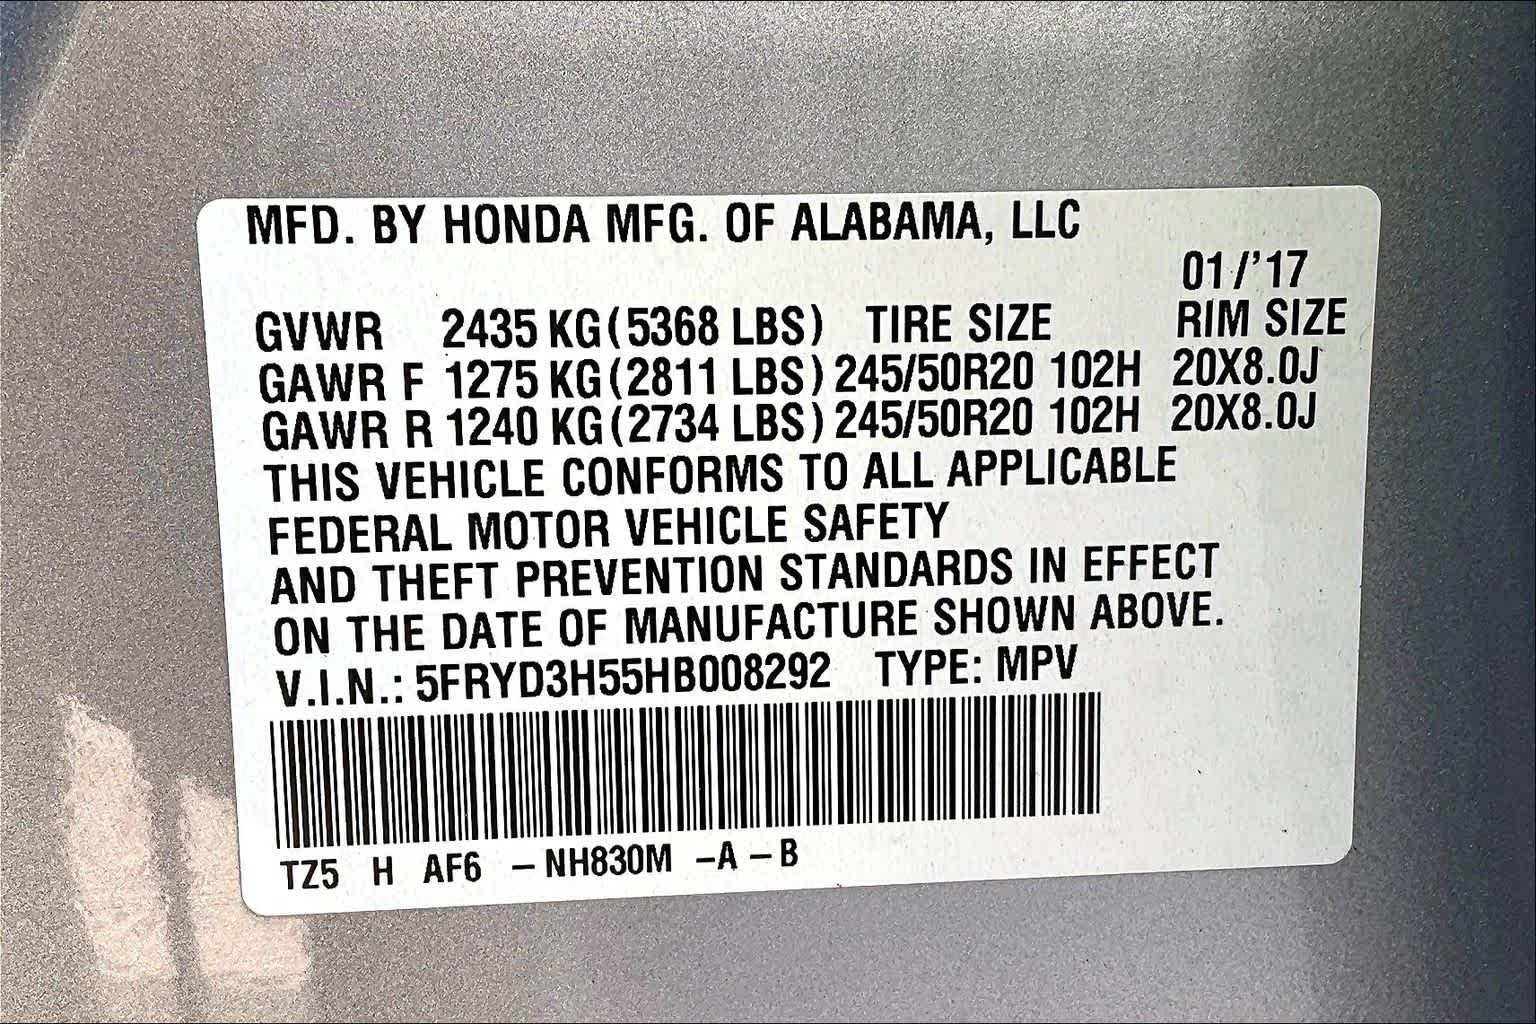 MFD. BY HONDA MFG. OF ALABAMA, LLC
01/'17
GVWR 2435 KG (5368 LBS) TIRE SIZE RIM SIZE
GAWR F 1275 KG (2811 LBS) 245/50R20 102H 20X8.0J
GAWR R 1240 KG (2734 LBS) 245/50R20 102H 20X8.0J
THIS VEHICLE CONFORMS TO ALL APPLICABLE
FEDERAL MOTOR VEHICLE SAFETY
AND THEFT PREVENTION STANDARDS IN EFFECT
ON THE DATE OF MANUFACTURE SHOWN ABOVE.
V.I.N.: 5FRYD3H55HB008292 TYPE: MPV
TZ5 H AF6 –NH830M –A –B